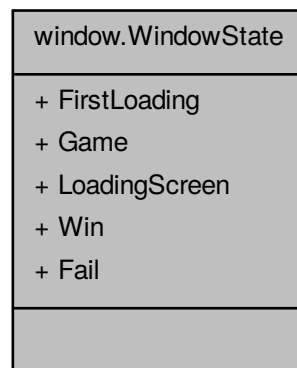 window.WindowState
+ FirstLoading
+ Game
+ LoadingScreen
+ Win
+ Fail